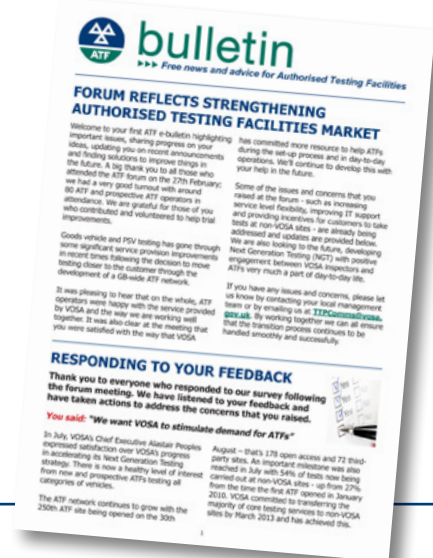 ATF
bulletin
►►► Free news and advice for Authorised Testing Facilities
FORUM REFLECTS STRENGTHENING
AUTHORISED TESTING FACILITIES MARKET
Welcome to your first ATF e-bulletin highlighting
important issues, sharing progress on your
ideas, updating you on recent announcements
and finding solutions to improve things in
the future. A big thank you to all those who
attended the ATF forum on the 27th February;
we had a very good turnout with around
80 ATF and prospective ATF operators in
attendance. We are grateful for those of you
who contributed and volunteered to help trial
improvements.
Goods vehicle and PSV testing has gone through
some significant service provision improvements
in recent times following the decision to move
testing closer to the customer through the
development of a GB-wide ATF network.
It was pleasing to hear that on the whole, ATF
operators were happy with the service provided
by VOSA and the way we are working well
together. It was also clear at the meeting that
you were satisfied with the way that VOSA
has committed more resource to help ATFs
during the set-up process and in day-to-day
operations. We'll continue to develop this with
your help in the future.
Some of the issues and concerns that you
raised at the forum - such as increasing
service level flexibility, improving IT support
and providing incentives for customers to take
tests at non-VOSA sites - are already being
addressed and updates are provided below.
We are also looking to the future, developing
Next Generation Testing (NGT) with positive
engagement between VOSA inspectors and
ATFs very much a part of day-to-day life.
If you have any issues and concerns, please let
us know by contacting your local management
team or by emailing us at TTPComms@vosa.
gov.uk. By working together we can all ensure
that the transition process continues to be
handled smoothly and successfully.
RESPONDING TO YOUR FEEDBACK
Thank you to everyone who responded to our survey following
the forum meeting. We have listened to your feedback and
have taken actions to address the concerns that you raised.
You said: "We want VOSA to stimulate demand for ATFs"
In July, VOSA's Chief Executive Alastair Peoples
expressed satisfaction over VOSA's progress
in accelerating its Next Generation Testing
strategy. There is now a healthy level of interest
from new and prospective ATFs testing all
categories of vehicles.
The ATF network continues to grow with the
250th ATF site being opened on the 30th
August – that's 178 open access and 72 third-
party sites. An important milestone was also
reached in July with 54% of tests now being
carried out at non-VOSA sites - up from 27%
from the time the first ATF opened in January
2010. VOSA committed to transferring the
majority of core testing services to non-VOSA
sites by March 2013 and has achieved this.
1